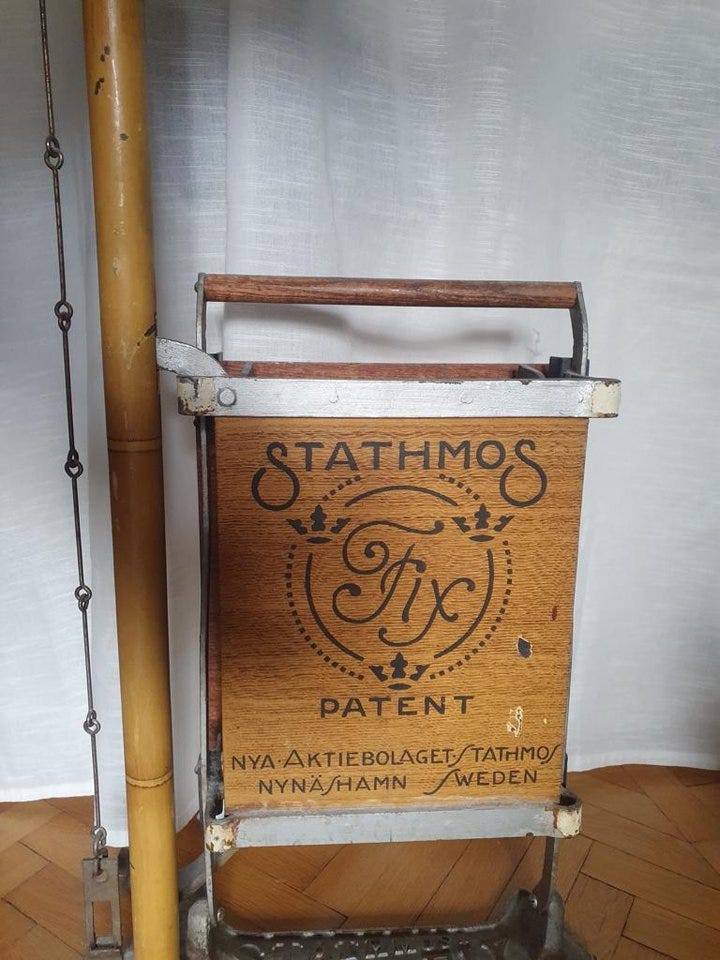 STATHMOS
Fix
PATENT
NYA·AKTIEBOLAGET STATHMOS
NYNÄSHAMN SWEDEN